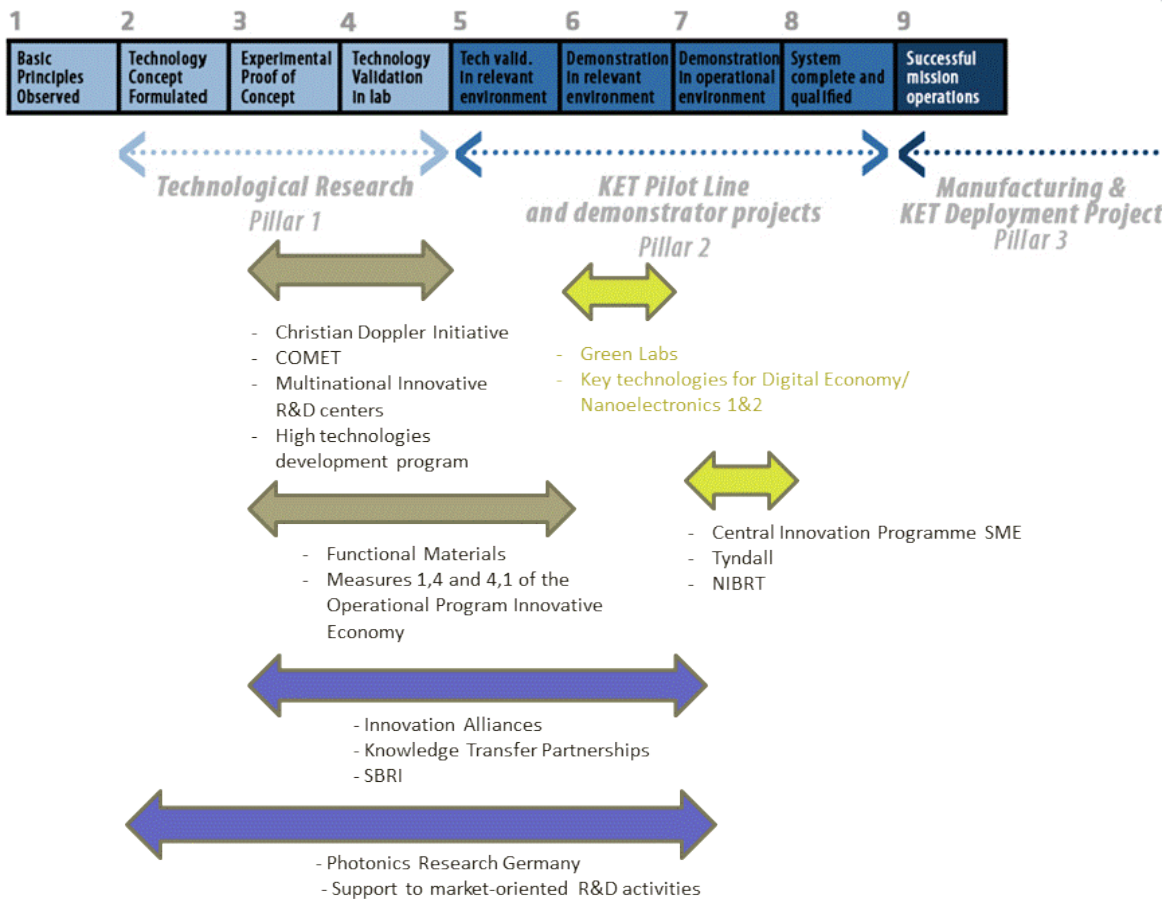 1 2 3 4 5 6 7 8 9
Basic
Principles
Observed
Technology
Concept
Formulated
Experimental
Proof of
Concept
Technology
Validation
in lab
Tech valid.
in relevant
environment
Demonstration
in relevant
environment
Demonstration
in operational
environment
System
complete and
qualified
Successful
mission
operations
Technological Research
Pillar 1
KET Pilot Line
and demonstrator projects
Pillar 2
Manufacturing &
KET Deployment Project
Pillar 3
- Christian Doppler Initiative
- COMET
- Multinational Innovative
R&D centers
- High technologies
development program
- Green Labs
- Key technologies for Digital Economy/
Nanoelectronics 1&2
- Functional Materials
- Measures 1,4 and 4,1 of the
Operational Program Innovative
Economy
- Central Innovation Programme SME
- Tyndall
- NIBRT
- Innovation Alliances
- Knowledge Transfer Partnerships
- SBRI
- Photonics Research Germany
- Support to market-oriented R&D activities